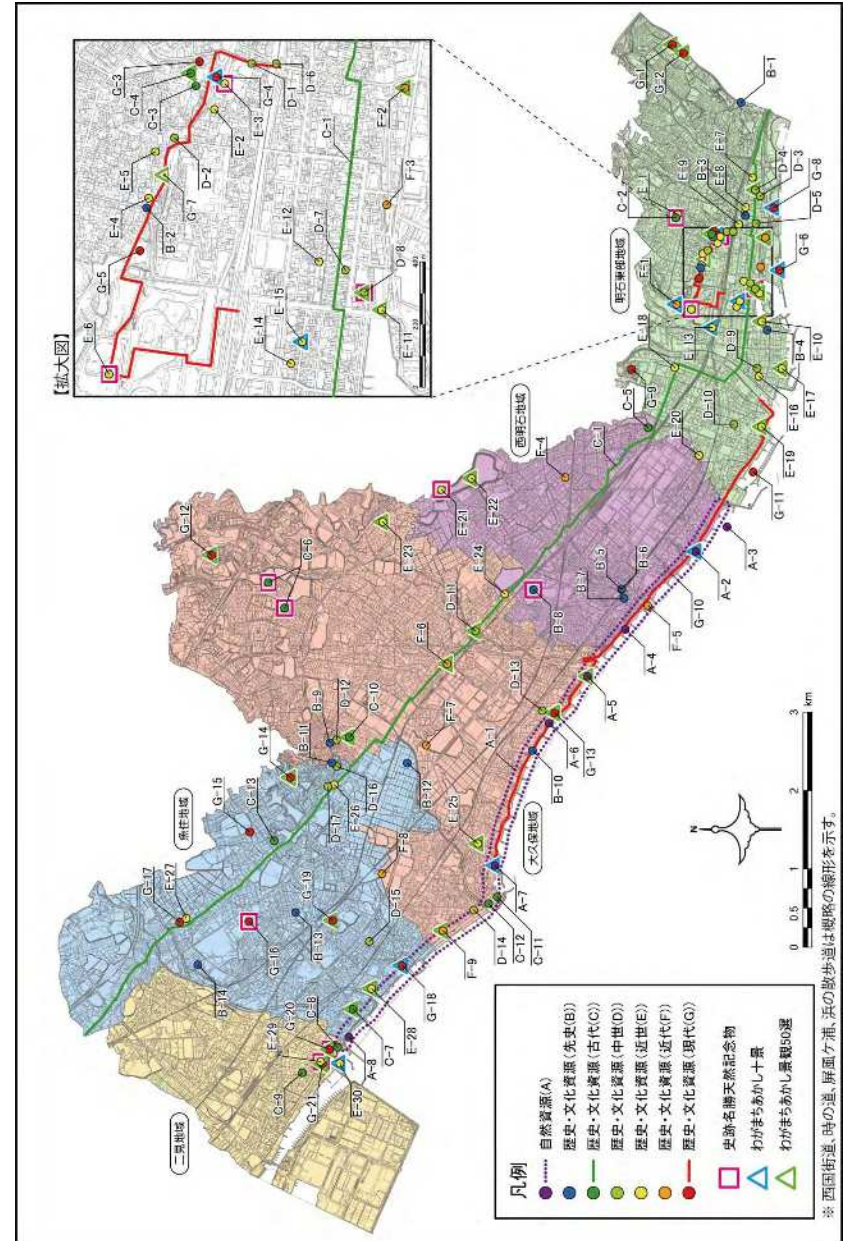 【拡大図】
E-6
G-5
B-2
E-4
G-7
E-5
D-2
E-2
C-3
C-4
G-3
G-4
E-3
D-1
D-6
C-1
E-12
D-7
E-15
E-14
D-8
E-11
F-3
F-2
0
200
400 m
明石東部地域
G-1
G-2
B-1
C-2
E-1
E-9
B-3
E-8
E-7
D-4
D-3
G-8
D-5
G-6
F-1
E-13
E-18
D-9
B-4
E-10
E-17
E-16
G-9
C-5
D-10
E-20
E-19
G-11
西明石地域
F-4
C-1
E-21
E-22
E-23
E-24
B-8
B-7
B-5
B-6
A-3
A-2
G-10
F-5
A-4
A-5
G-12
C-6
D-11
F-6
F-7
D-13
A-1
G-13
A-6
B-10
大久保地域
B-9
D-12
C-10
B-11
G-14
D-16
B-12
E-26
D-17
E-25
A-7
C-11
C-12
D-14
魚住地域
G-15
C-13
G-17
E-27
G-19
F-8
D-15
B-13
G-16
B-14
F-9
G-18
E-28
C-7
A-8
C-8
G-20
E-29
C-9
G-21
E-30
二見地域
N
0
0.5
1
2
3
km
凡例
自然資源(A)
歴史・文化資源(先史(B))
歴史・文化資源(古代(C))
歴史・文化資源(中世(D))
歴史・文化資源(近世(E))
歴史・文化資源(近代(F))
歴史・文化資源(現代(G))
史跡名勝天然記念物
わがまちあかし十景
わがまちあかし景観50選
※ 西国街道、時の道、屏風ケ浦、浜の散歩道は概略の線形を示す。